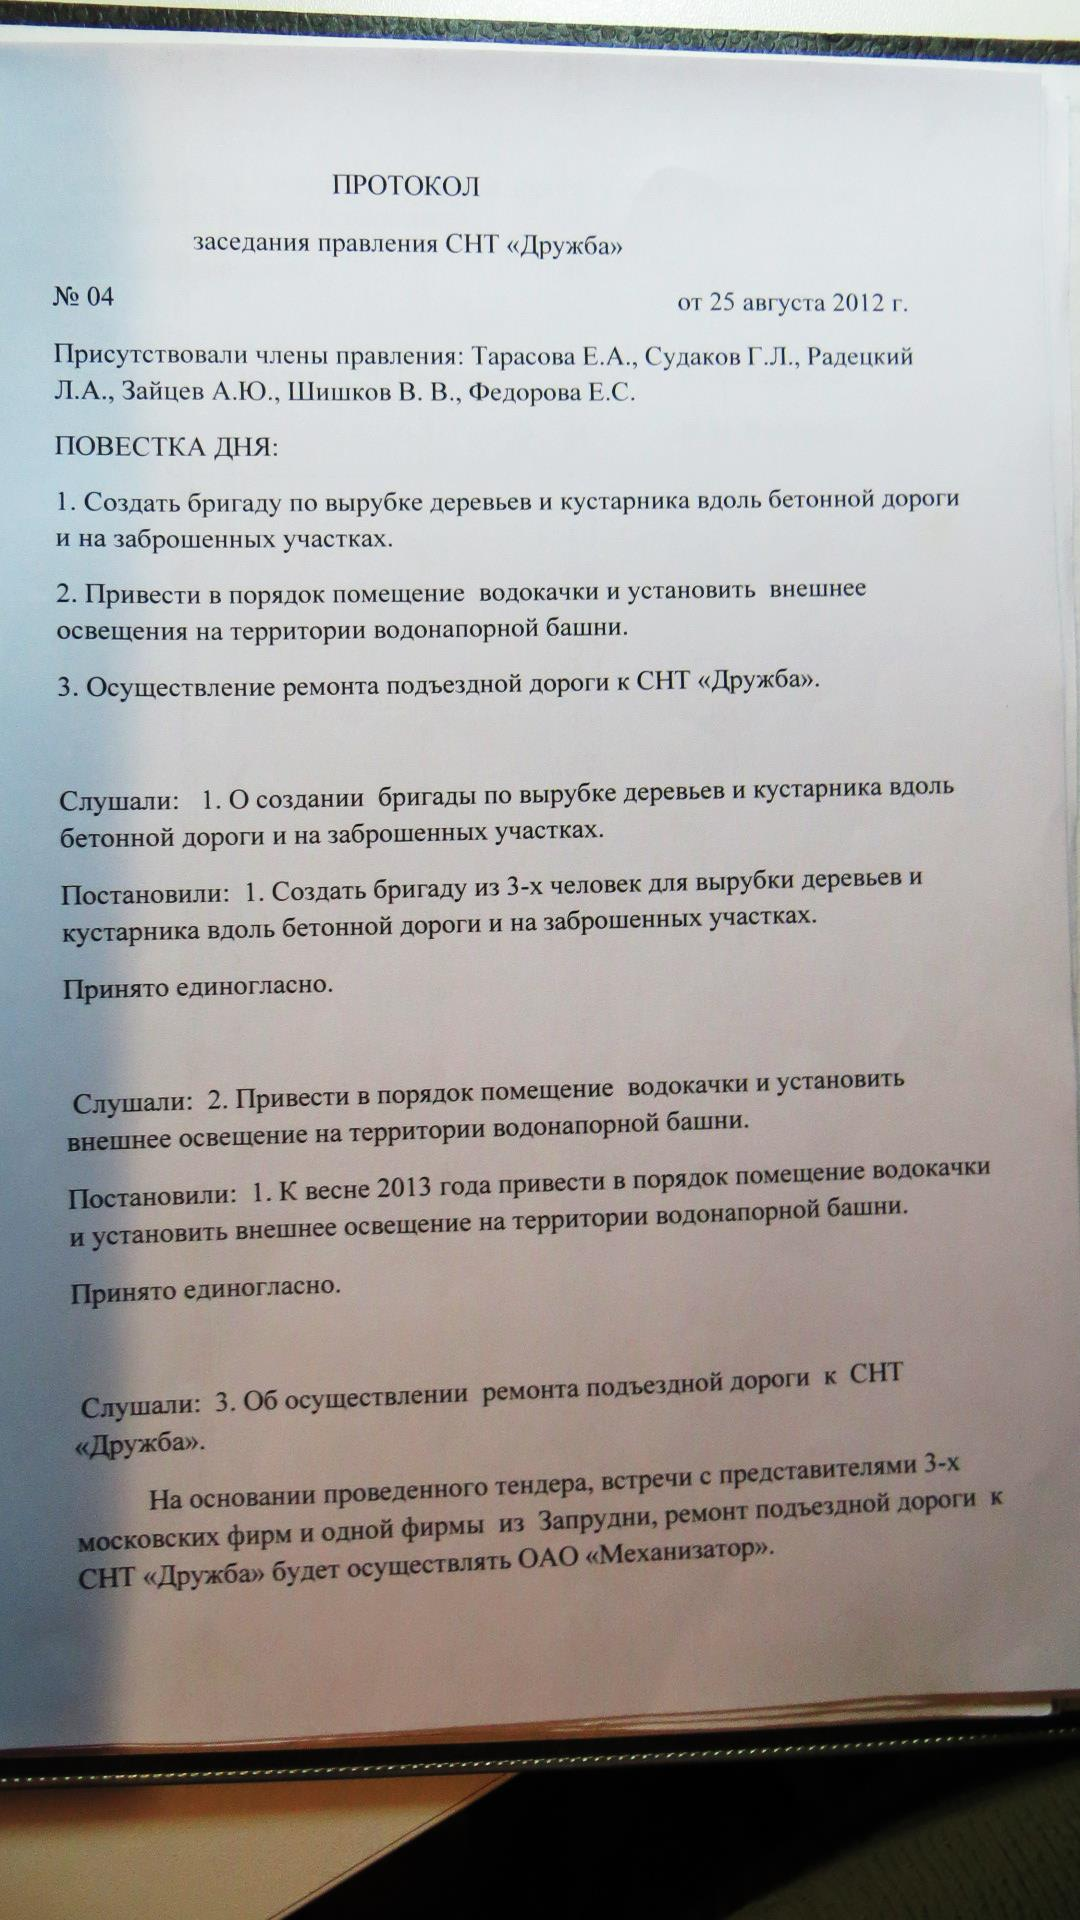 ПРОТОКОЛ
заседания правления СНТ «Дружба»
№ 04 от 25 августа 2012 г.
Присутствовали члены правления: Тарасова Е.А., Судаков Г.Л., Радецкий
Л.А., Зайцев А.Ю., Шишков В. В., Федорова Е.С.
ПОВЕСТКА ДНЯ:
1. Создать бригаду по вырубке деревьев и кустарника вдоль бетонной дороги
и на заброшенных участках.
2. Привести в порядок помещение водокачки и установить внешнее
освещения на территории водонапорной башни.
3. Осуществление ремонта подъездной дороги к СНТ «Дружба».
Слушали: 1. О создании бригады по вырубке деревьев и кустарника вдоль
бетонной дороги и на заброшенных участках.
Постановили: 1. Создать бригаду из 3-х человек для вырубки деревьев и
кустарника вдоль бетонной дороги и на заброшенных участках.
Принято единогласно.
Слушали: 2. Привести в порядок помещение водокачки и установить
внешнее освещение на территории водонапорной башни.
Постановили: 1. К весне 2013 года привести в порядок помещение водокачки
и установить внешнее освещение на территории водонапорной башни.
Принято единогласно.
Слушали: 3. Об осуществлении ремонта подъездной дороги к СНТ
«Дружба».
На основании проведенного тендера, встречи с представителями 3-х
московских фирм и одной фирмы из Запрудни, ремонт подъездной дороги к
СНТ «Дружба» будет осуществлять ОАО «Механизатор».